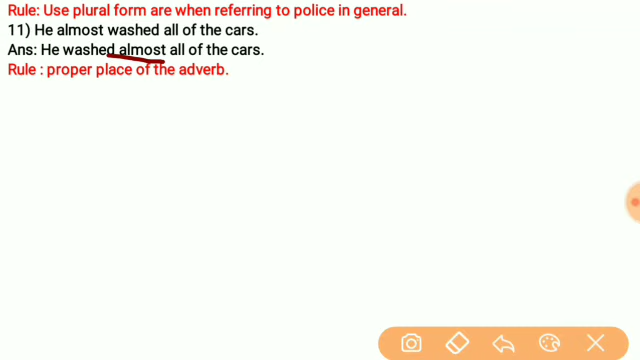 Rule: Use plural form are when referring to police in general.
11) He almost washed all of the cars.
Ans: He washed almost all of the cars.
Rule : proper place of the adverb.